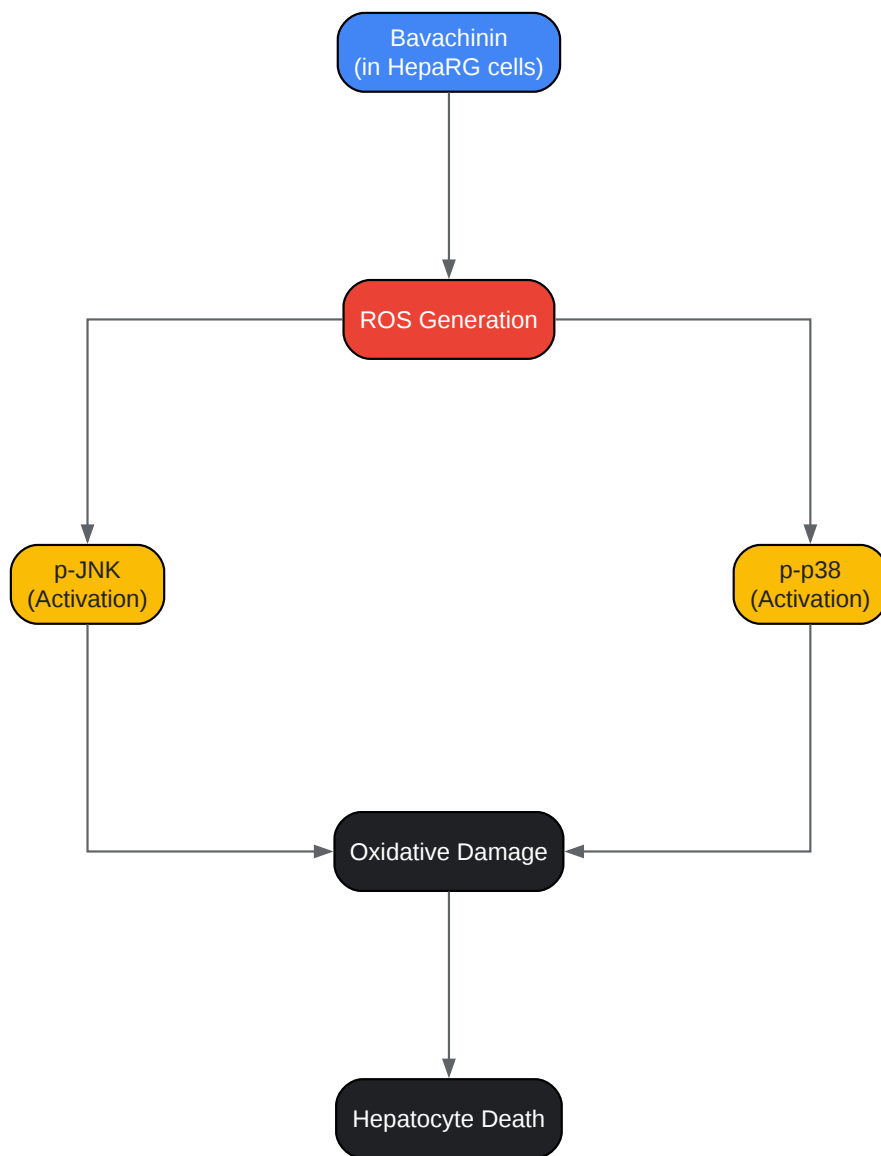 Bavachinin
(in HepaRG cells)
ROS Generation
p-JNK
(Activation)
p-p38
(Activation)
Oxidative Damage
Hepatocyte Death